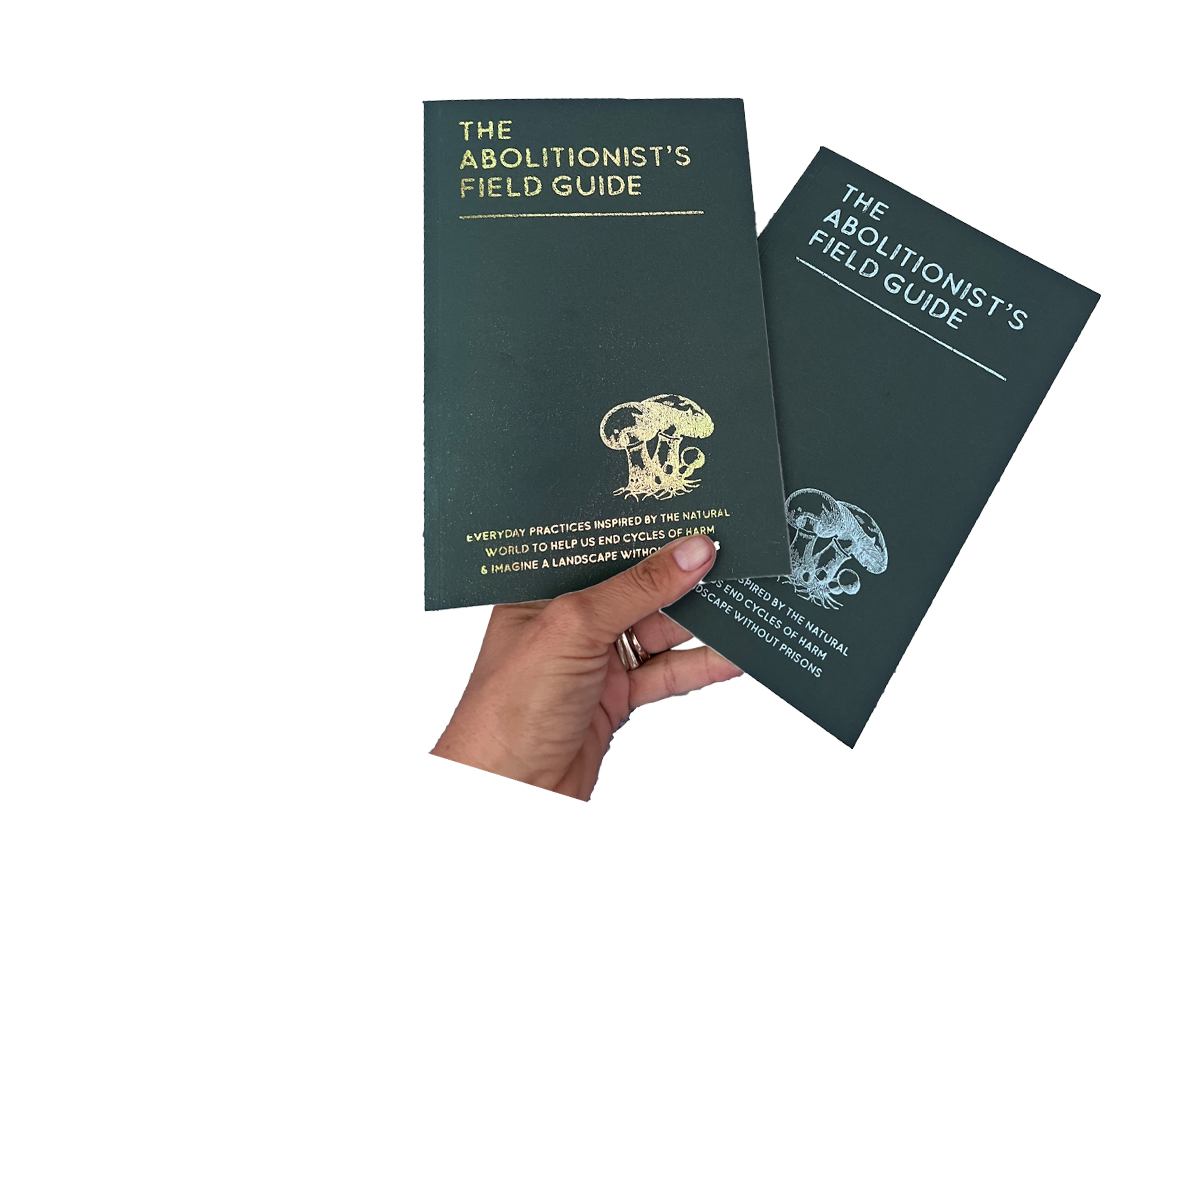 THE
ABOLITIONIST'S
FIELD GUIDE
EVERYDAY PRACTICES INSPIRED BY THE NATURAL
WORLD TO HELP US END CYCLES OF HARM
& IMAGINE A LANDSCAPE
THE
ABOLITIONIST'S
FIELD GUIDE
BY THE NATURAL
END CYCLES OF HARM
WITHOUT PRISONS